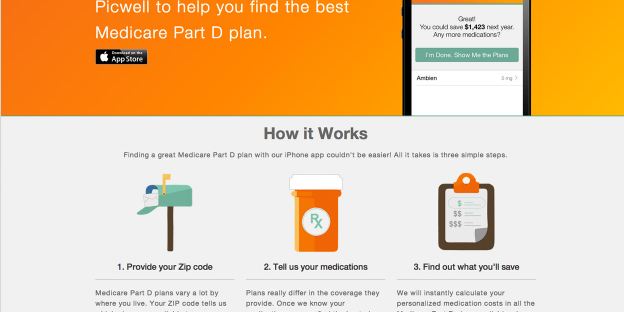 Picwell to help you find the best
Medicare Part D plan.
Download on the
App Store
Great!
You could save $1,423 next year.
Any more medications?
I'm Done. Show Me the Plans
Ambien
5 mg
How it Works
Finding a great Medicare Part D plan with our iPhone app couldn't be easier! All it takes is three simple steps.
RX
$
$$
$$$
1. Provide your Zip code
2. Tell us your medications
3. Find out what you'll save
Medicare Part D plans vary a lot by
where you live. Your ZIP code tells us
Plans really differ in the coverage they
provide. Once we know your
We will instantly calculate your
personalized medication costs in all the